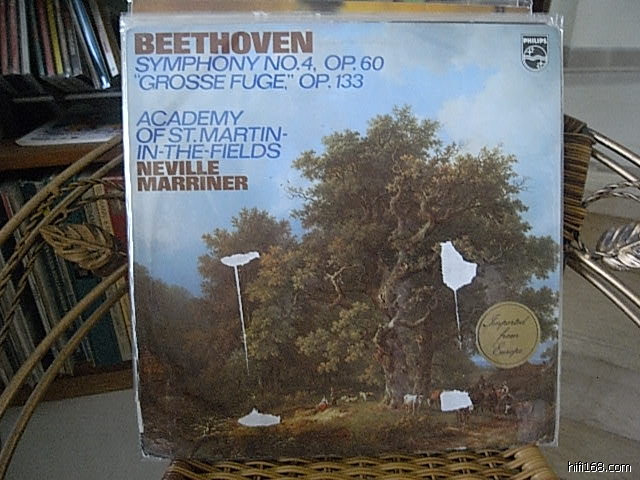 BEETHOVEN
SYMPHONY NO.4, OP.60
"GROSSE FUGE," OP.133
ACADEMY
OF ST.MARTIN-
IN-THE-FIELDS
NEVILLE
MARRINER
PHILIPS
Imported
from
Europe
hifi168.com